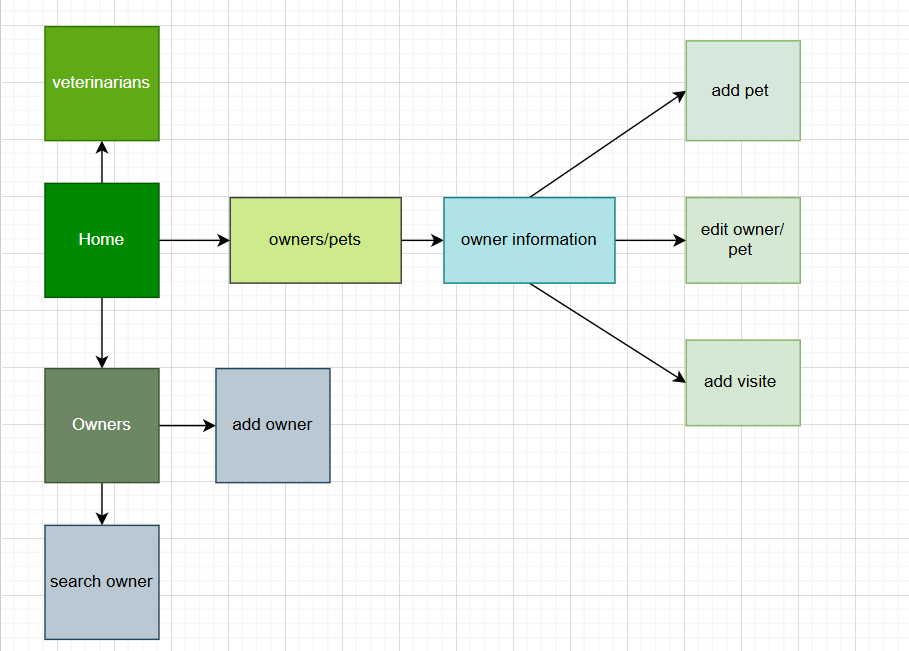 veterinarians
add pet
Home
owners/pets
owner information
edit owner/
pet
add visite
Owners
add owner
search owner